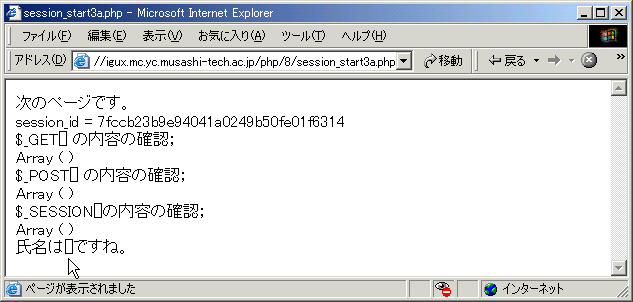 session_start3a.php - Microsoft Internet Explorer
ファイル(F) 編集(E) 表示(V) お気に入り(A) ツール(T) ヘルプ(H)
アドレス(D) //igux.mc.yc.musashi-tech.ac.jp/php/8/session_start3a.php 移動 戻る »
次のページです。
session_id = 7fccb23b9e94041a0249b50fe01f6314
$_GET[] の内容の確認;
Array ( )
$_POST[] の内容の確認;
Array ( )
$_SESSION[]の内容の確認;
Array ( )
氏名は[]ですね。
ページが表示されました インターネット